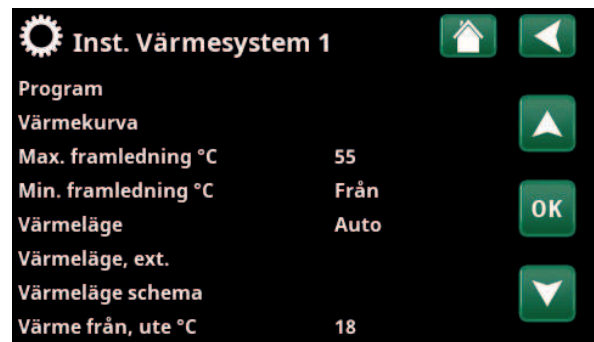 Inst. Värmesystem 1
Program
Värmekurva
Max. framledning °C 55
Min. framledning °C Från
Värmeläge Auto
Värmeläge, ext.
Värmeläge schema
Värme från, ute °C 18
OK